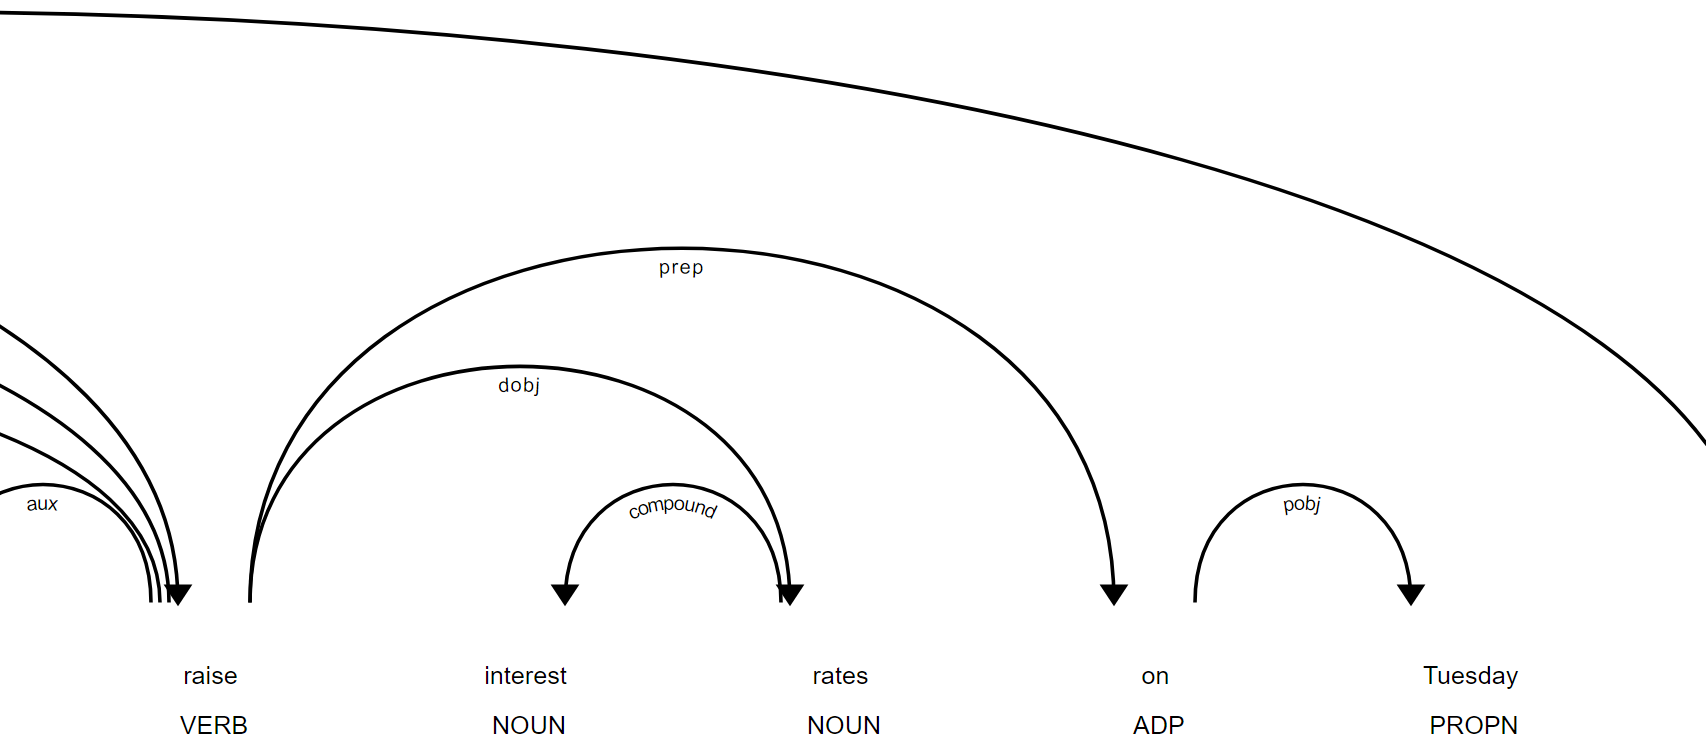 prep
dobj
aux
compound
pobj
raise interest rates on Tuesday
VERB NOUN NOUN ADP PROPN